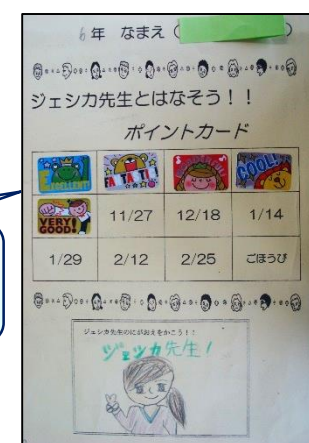 6年 なまえ( )
ジェシカ先生とはなそう!!
ポイントカード
EXCELLENT! FANTASTIC! COOL!
VERY GOOD! 11/27 12/18 1/14
1/29 2/12 2/25 ごほうび
ジェシカ先生のにがおえをかこう!!
ジェシカ先生!